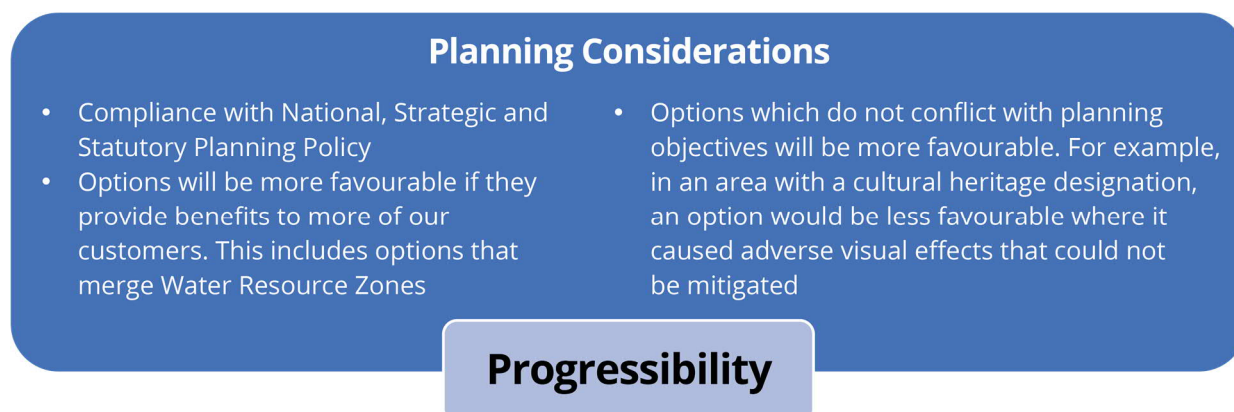 Planning Considerations
• Compliance with National, Strategic and
Statutory Planning Policy
• Options will be more favourable if they
provide benefits to more of our
customers. This includes options that
merge Water Resource Zones
• Options which do not conflict with planning
objectives will be more favourable. For example,
in an area with a cultural heritage designation,
an option would be less favourable where it
caused adverse visual effects that could not
be mitigated
Progressibility